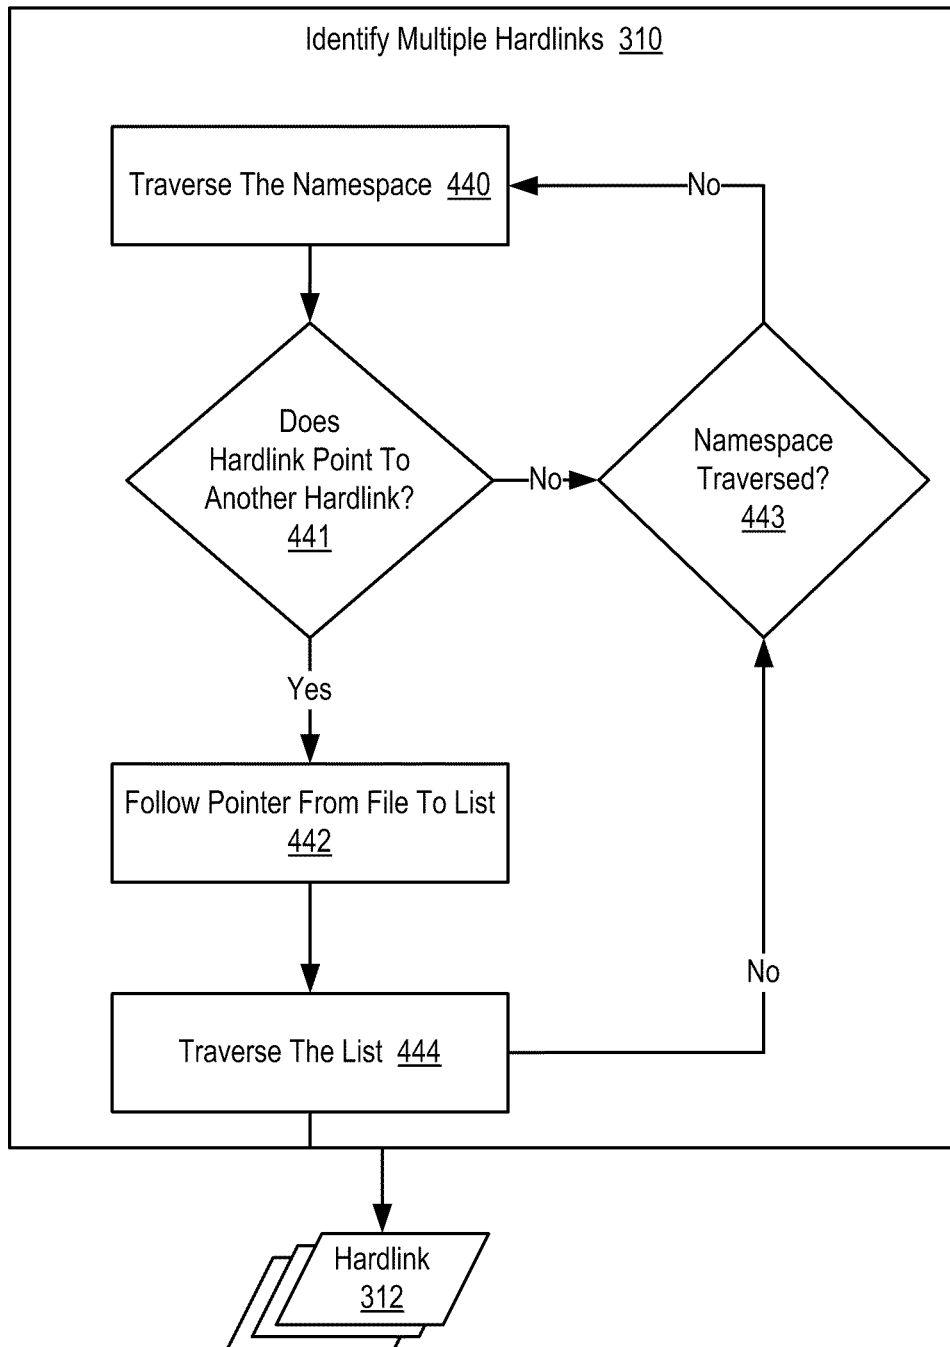 Identify Multiple Hardlinks 310
Traverse The Namespace 440
No
Does
Hardlink Point To
Another Hardlink?
441
No
Namespace
Traversed?
443
Yes
Follow Pointer From File To List
442
No
Traverse The List 444
Hardlink
312